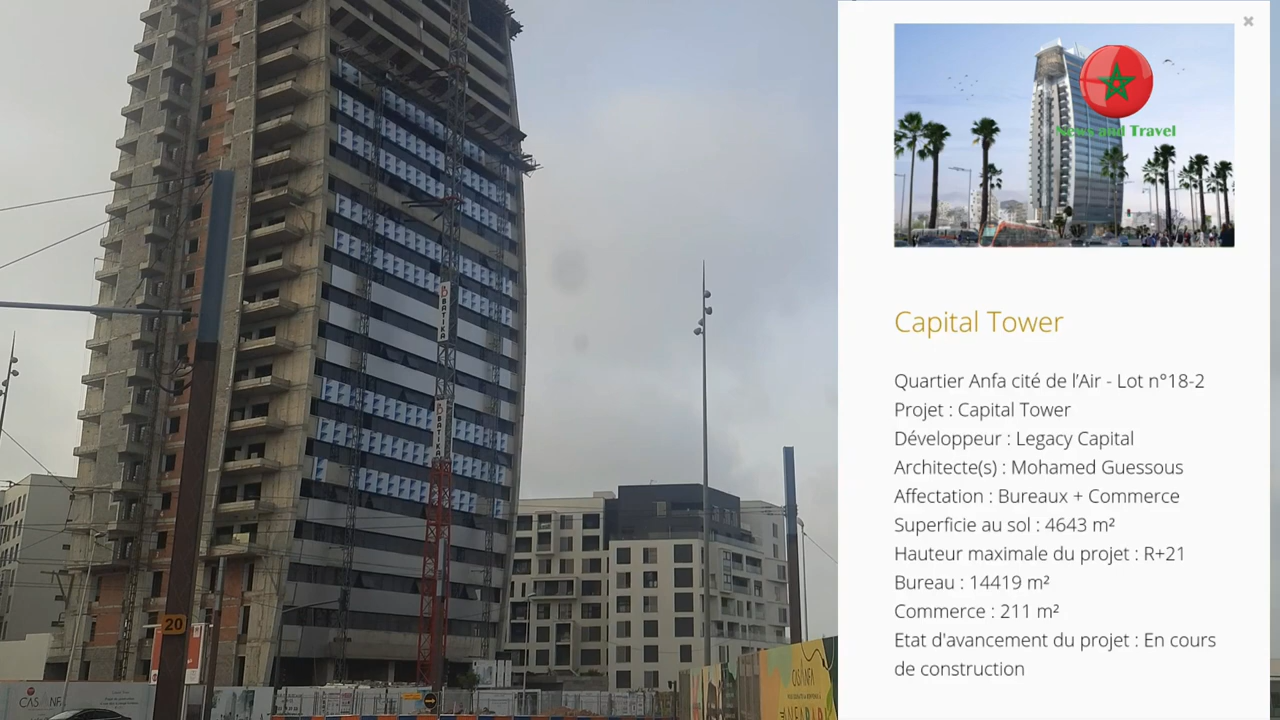 BATIKA
BATIKA
20
News and Travel
Capital Tower
Quartier Anfa cité de l’Air - Lot n°18-2
Projet : Capital Tower
Développeur : Legacy Capital
Architecte(s) : Mohamed Guessous
Affectation : Bureaux + Commerce
Superficie au sol : 4643 m²
Hauteur maximale du projet : R+21
Bureau : 14419 m²
Commerce : 211 m²
Etat d'avancement du projet : En cours
de construction